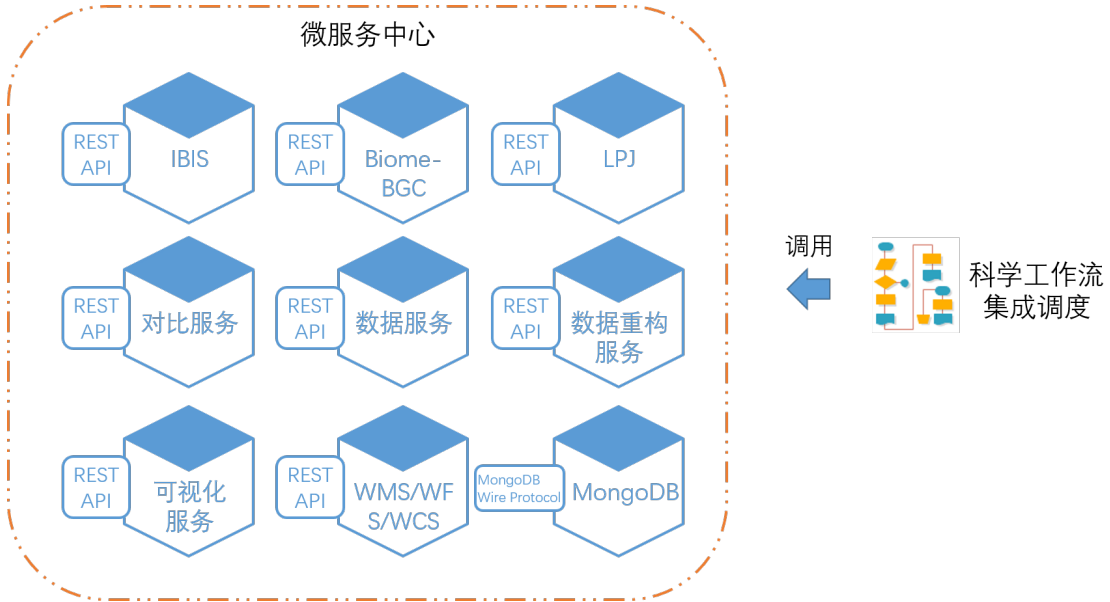 微服务中心
REST
API
IBIS
REST
API
Biome-
BGC
REST
API
LPJ
调用
科学工作流
集成调度
REST
API
对比服务
REST
API
数据服务
REST
API
数据重构
服务
REST
API
可视化
服务
REST
API
WMS/WF
S/WCS
MongoDB
Wire Protocol
MongoDB